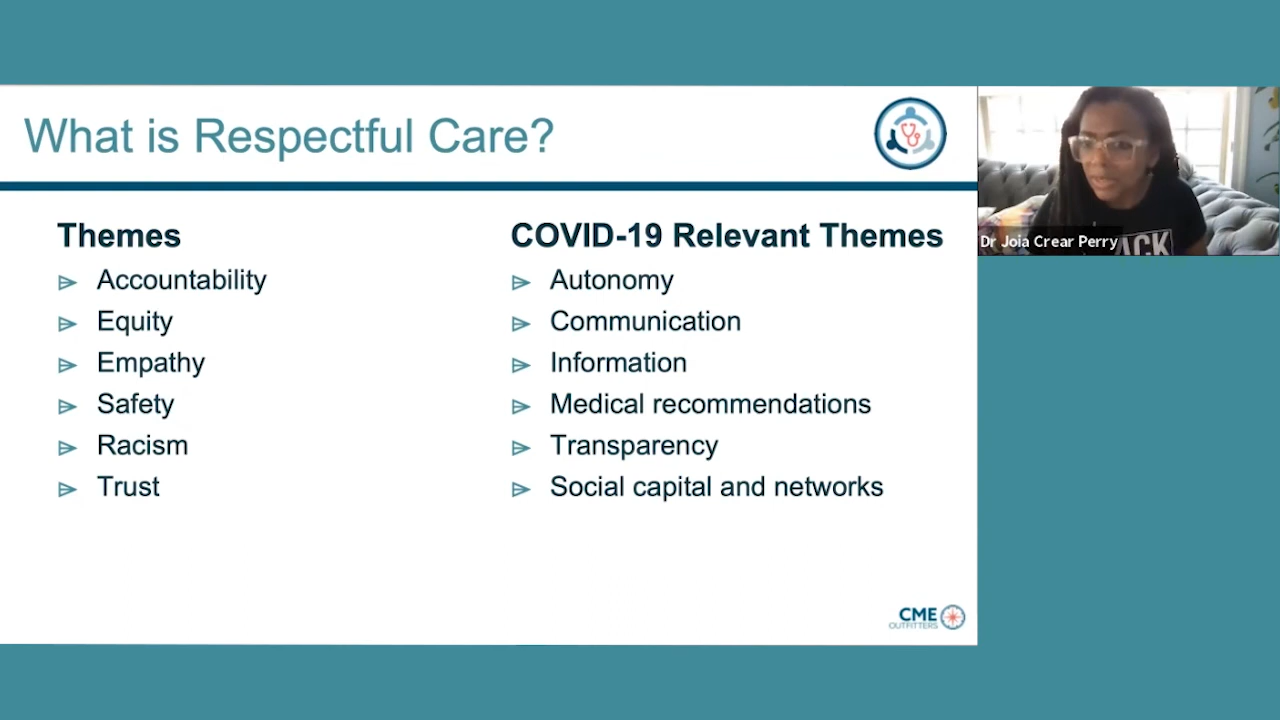 What is Respectful Care?
Themes
Accountability
Equity
Empathy
Safety
Racism
Trust
COVID-19 Relevant Themes
Autonomy
Communication
Information
Medical recommendations
Transparency
Social capital and networks
CME
OUTFITTERS
Dr Joia Crear Perry